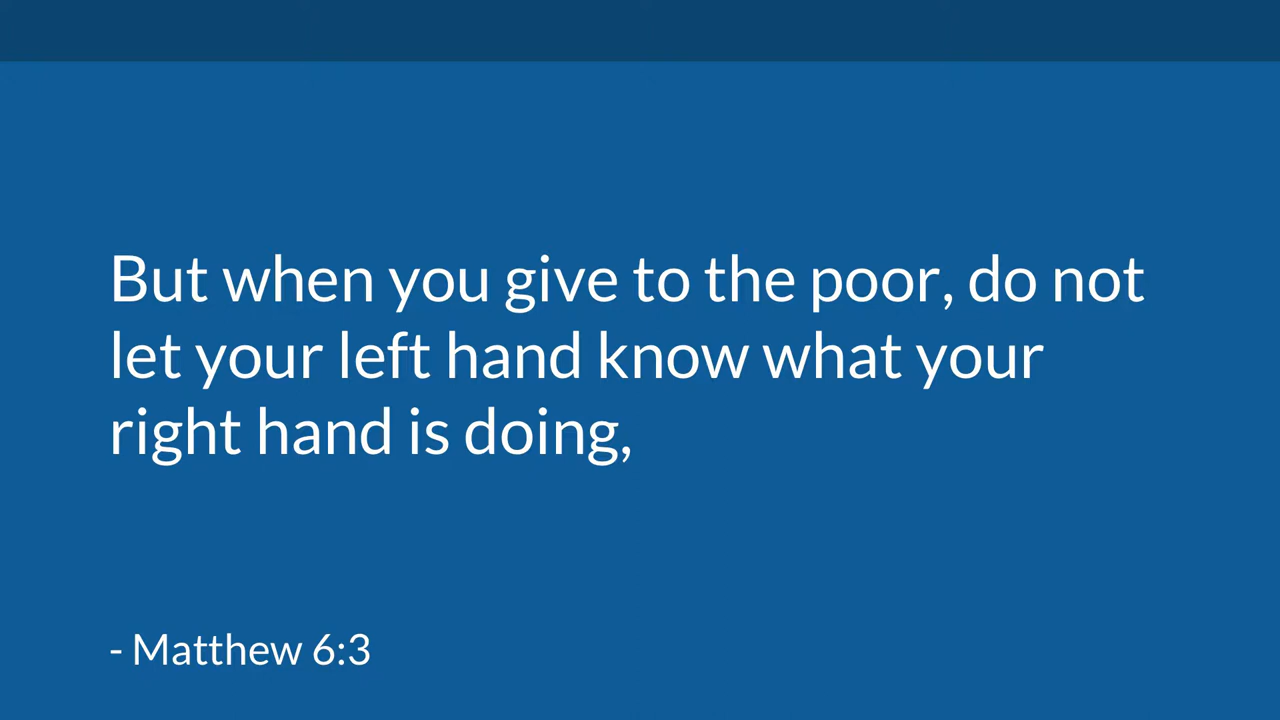 But when you give to the poor, do not
let your left hand know what your
right hand is doing,
- Matthew 6:3